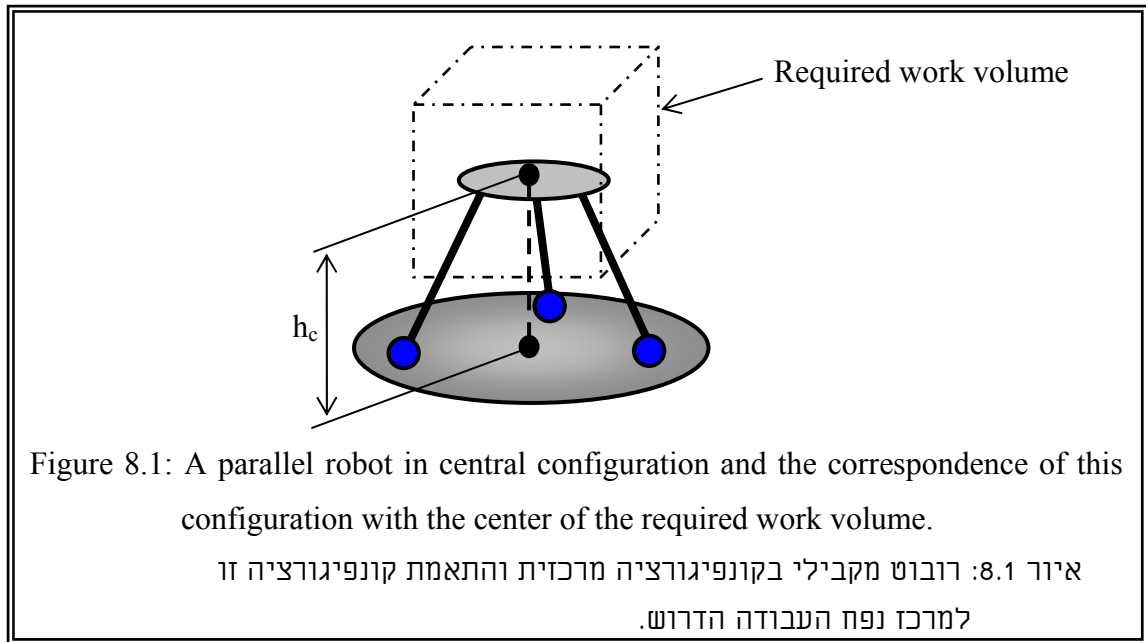 Required work volume
h_c
Figure 8.1: A parallel robot in central configuration and the correspondence of this
configuration with the center of the required work volume.
איור 8.1: רובוט מקבילי בקונפיגורציה מרכזית והתאמת קונפיגורציה זו
למרכז נפח העבודה הדרוש.